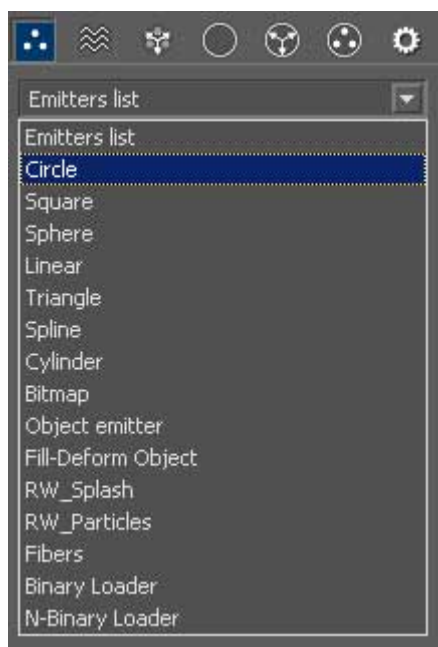 Emitters list
Emitters list
Circle
Square
Sphere
Linear
Triangle
Spline
Cylinder
Bitmap
Object emitter
Fill-Deform Object
RW_Splash
RW_Particles
Fibers
Binary Loader
N-Binary Loader